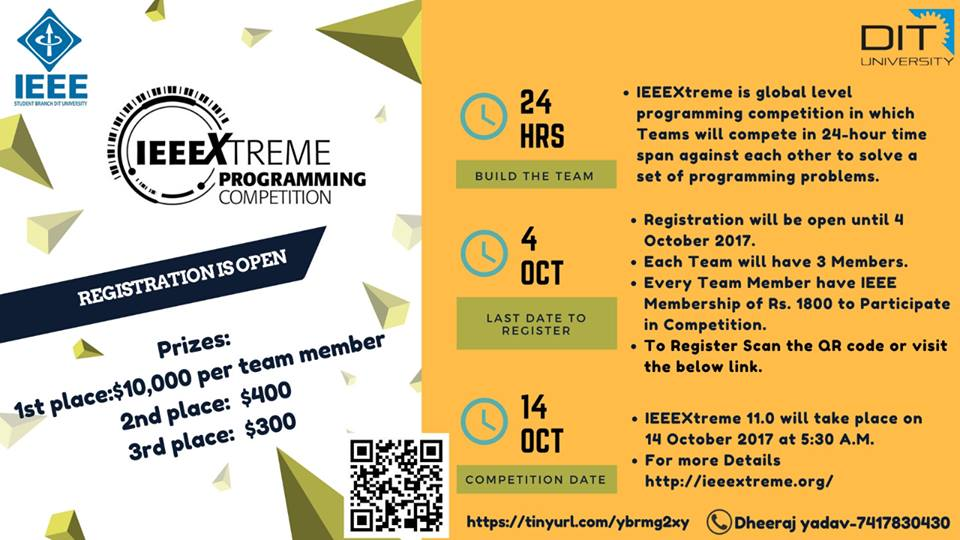 IEEE
STUDENT BRANCH DIT UNIVERSITY
IEEEXTREME
PROGRAMMING
COMPETITION
REGISTRATION IS OPEN
Prizes:
1st place:$10,000 per team member
2nd place: $400
3rd place: $300
DIT
UNIVERSITY
24
HRS
BUILD THE TEAM
• IEEEXtreme is global level
programming competition in which
Teams will compete in 24-hour time
span against each other to solve a
set of programming problems.
4
OCT
LAST DATE TO
REGISTER
• Registration will be open until 4
October 2017.
• Each Team will have 3 Members.
• Every Team Member have IEEE
Membership of Rs. 1800 to Participate
in Competition.
• To Register Scan the QR code or visit
the below link.
14
OCT
COMPETITION DATE
• IEEEXtreme 11.0 will take place on
14 October 2017 at 5:30 A.M.
• For more Details
http://ieeextreme.org/
https://tinyurl.com/ybrmg2xy
Dheeraj yadav-7417830430